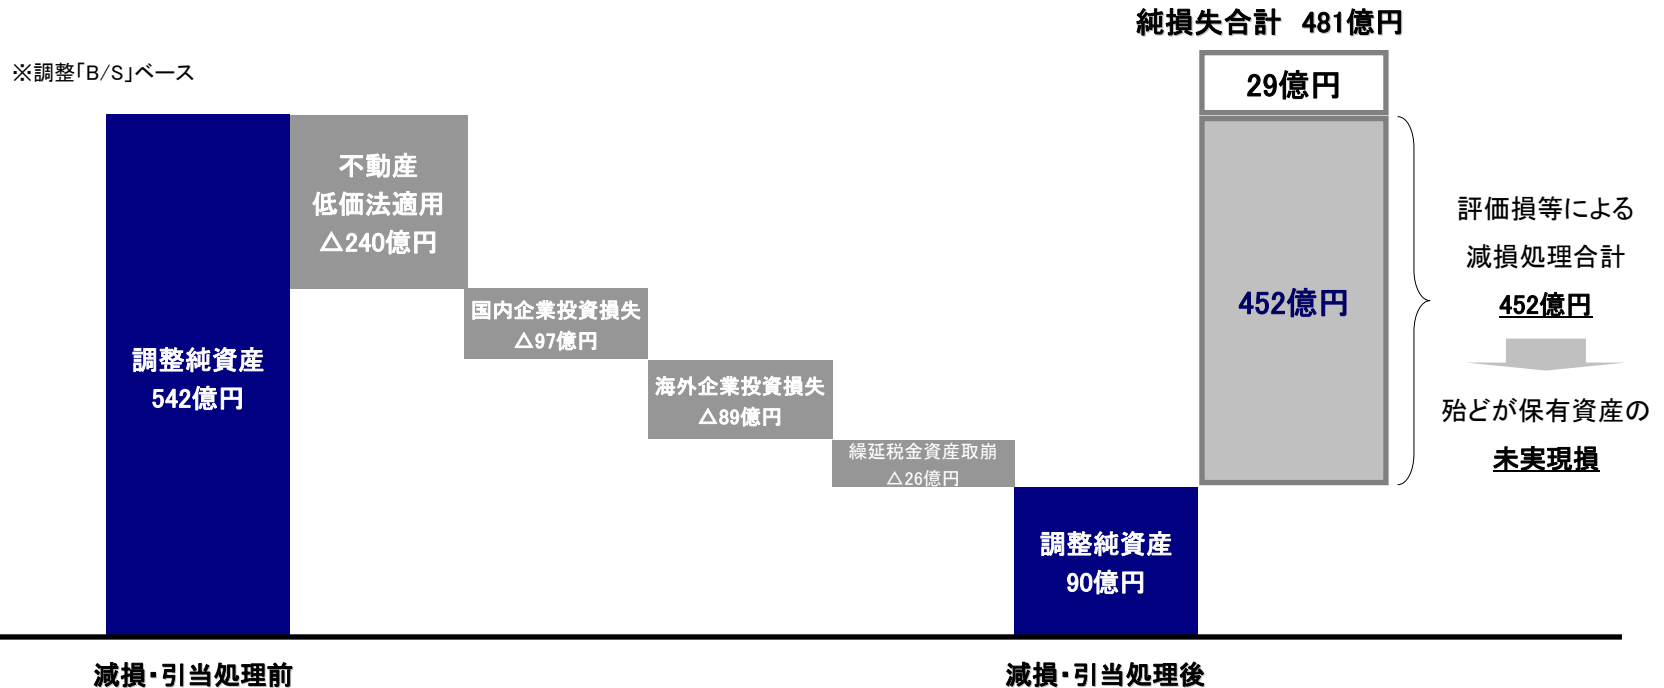 純損失合計　481億円
※調整「B/S」ベース
29億円
不動産
低価法適用
△240億円
評価損等による
減損処理合計
452億円
452億円
国内企業投資損失
△97億円
調整純資産
542億円
海外企業投資損失
△89億円
殆どが保有資産の
未実現損
繰延税金資産取崩
△26億円
調整純資産
90億円
減損・引当処理前
減損・引当処理後